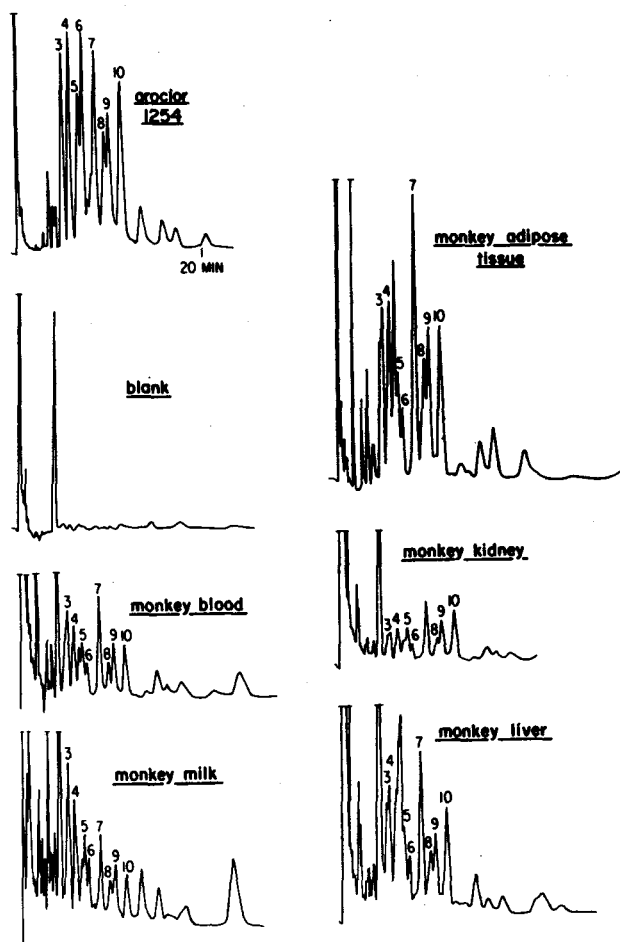 3 4 5 6 7 8 9 10
aroclor
1254
20 MIN
blank
monkey blood
3 4 5 6 7 8 9 10
monkey milk
3 4 5 6 7 8 9 10
monkey adipose
tissue
3 4 5 6 7 8 9 10
monkey kidney
3 4 5 6 8 9 10
monkey liver
3 4 5 6 7 8 9 10